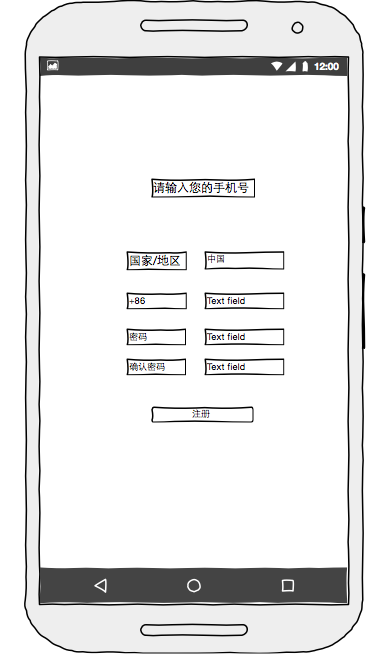 12:00
请输入您的手机号
国家/地区 中国
+86 Text field
密码 Text field
确认密码 Text field
注册